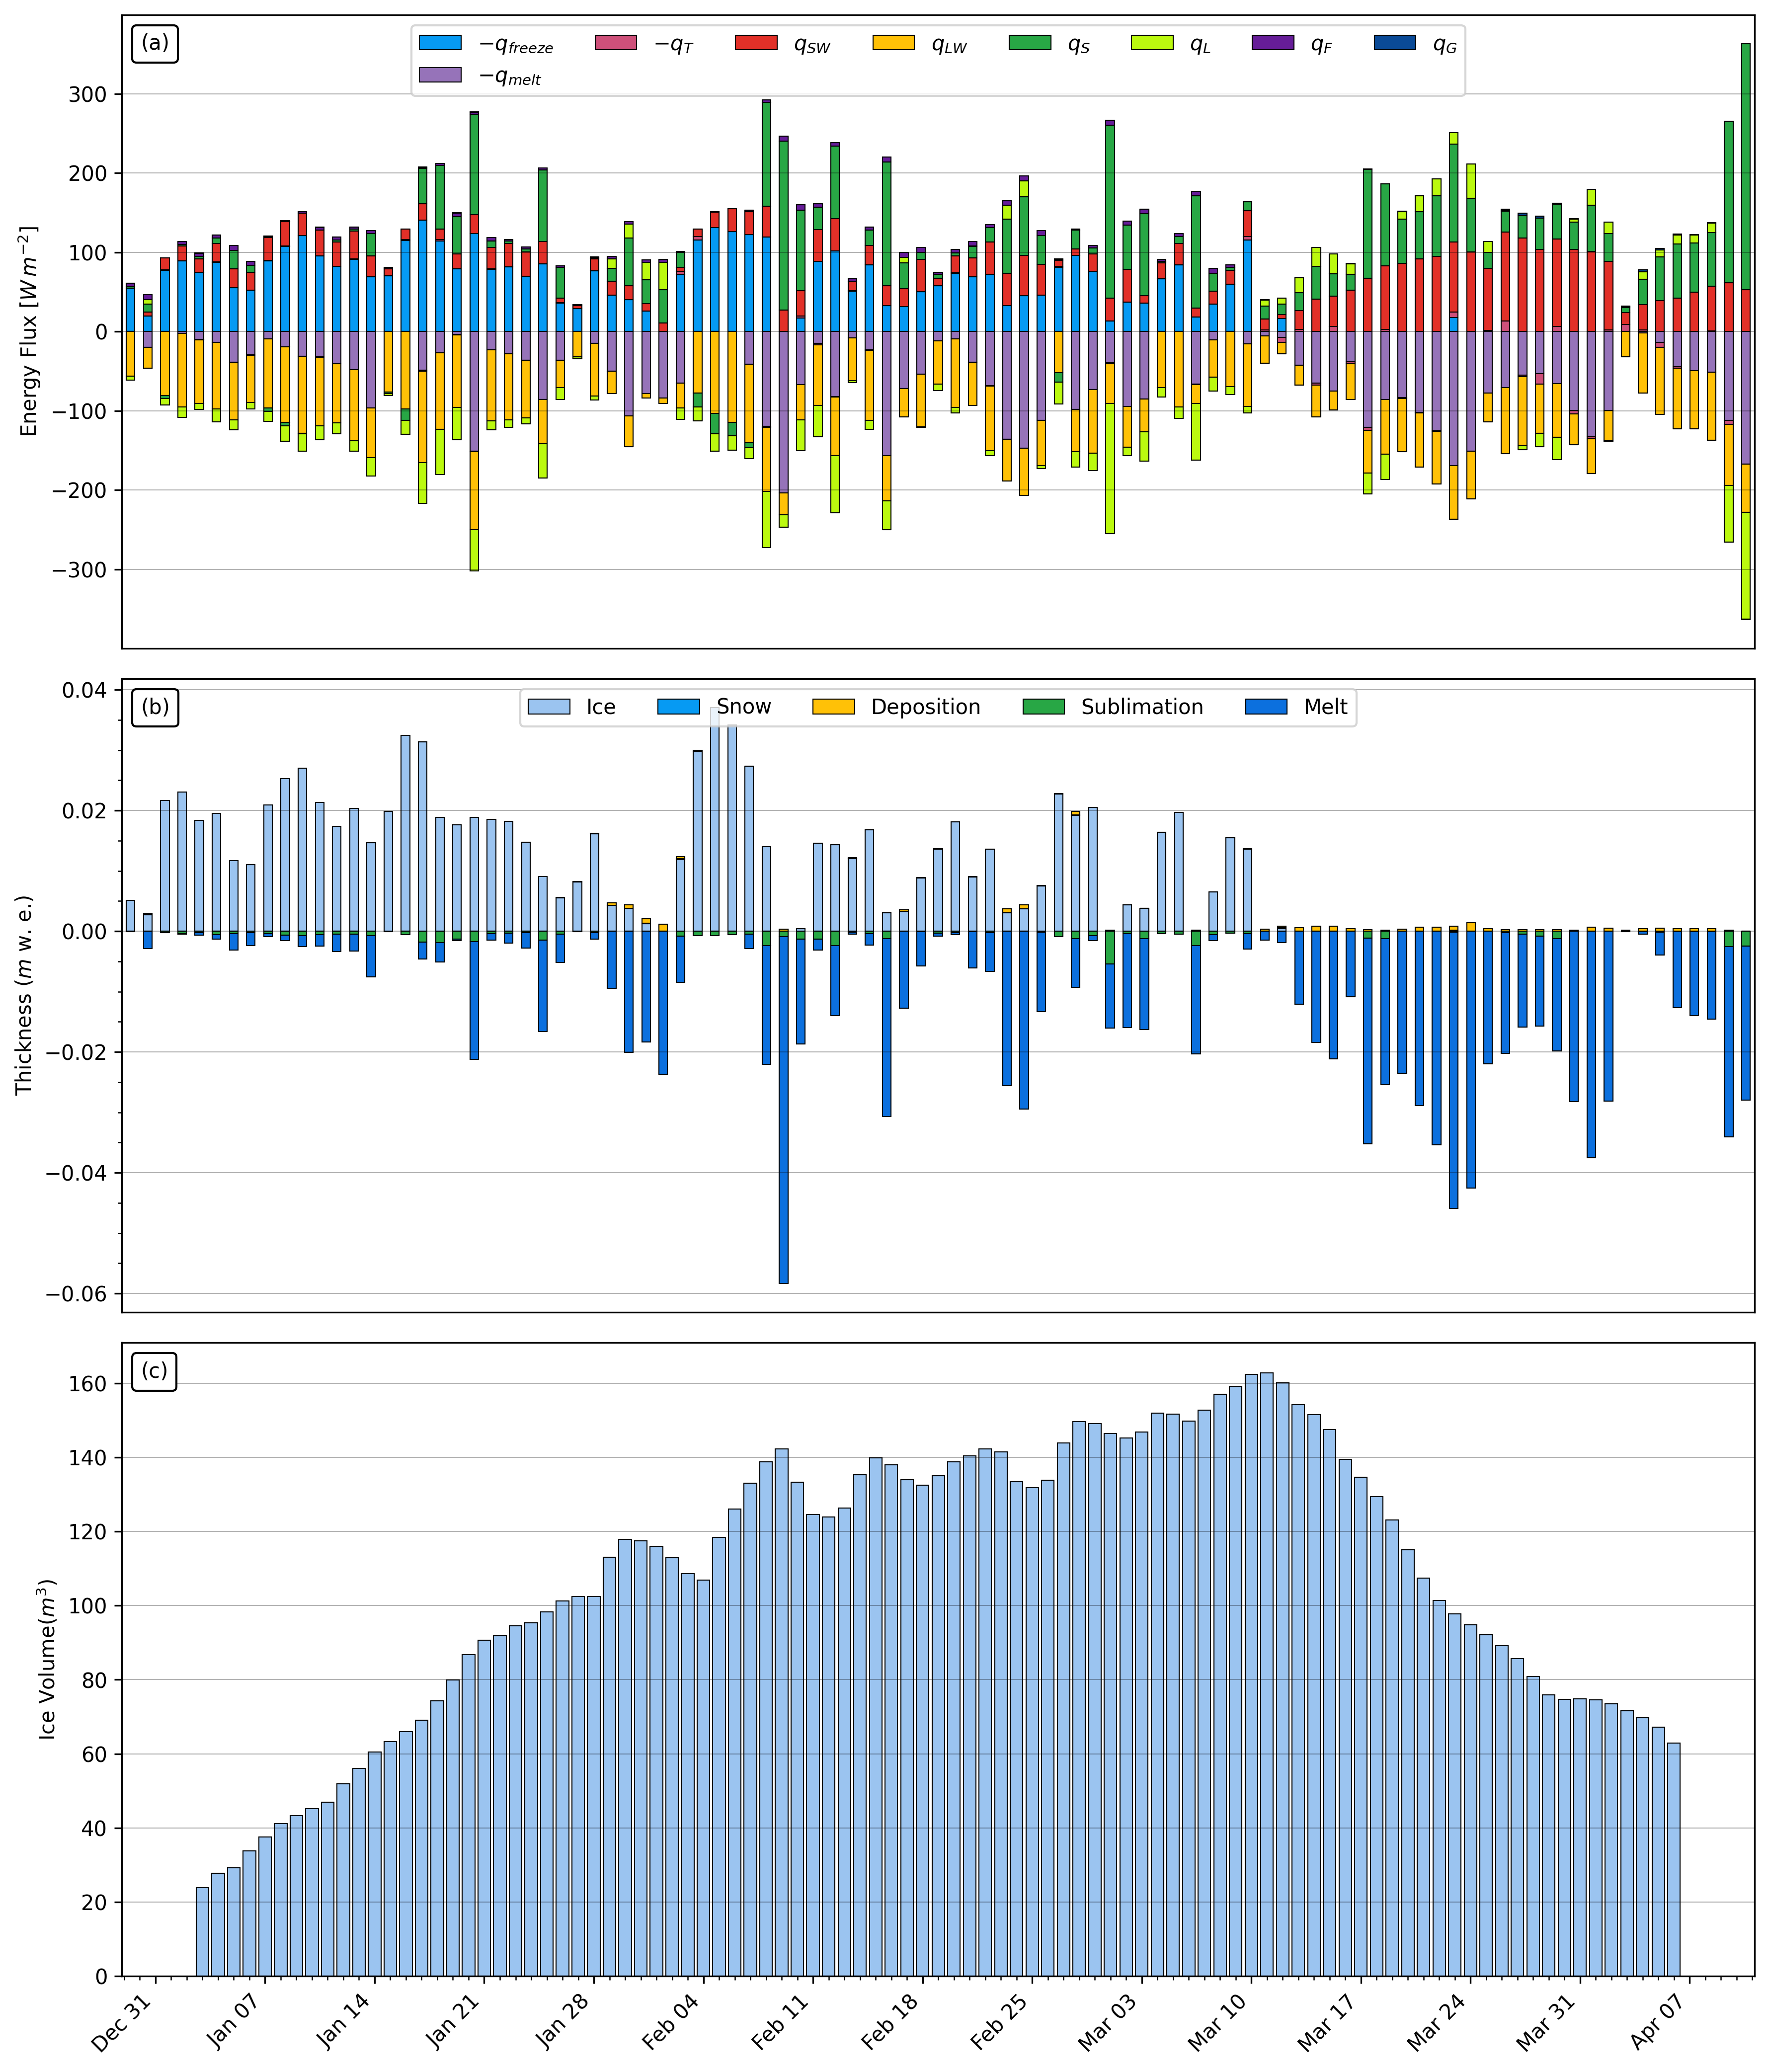 (a)
−q_freeze −q_T q_SW q_LW q_S q_L q_F q_G
−q_melt
Energy Flux [W m⁻²]
300
200
100
0
−100
−200
−300
(b)
Ice Snow Deposition Sublimation Melt
Thickness (m w. e.)
0.04
0.02
0.00
−0.02
−0.04
−0.06
(c)
Ice Volume(m³)
160
140
120
100
80
60
40
20
0
Dec 31 Jan 07 Jan 14 Jan 21 Jan 28 Feb 04 Feb 11 Feb 18 Feb 25 Mar 03 Mar 10 Mar 17 Mar 24 Mar 31 Apr 07